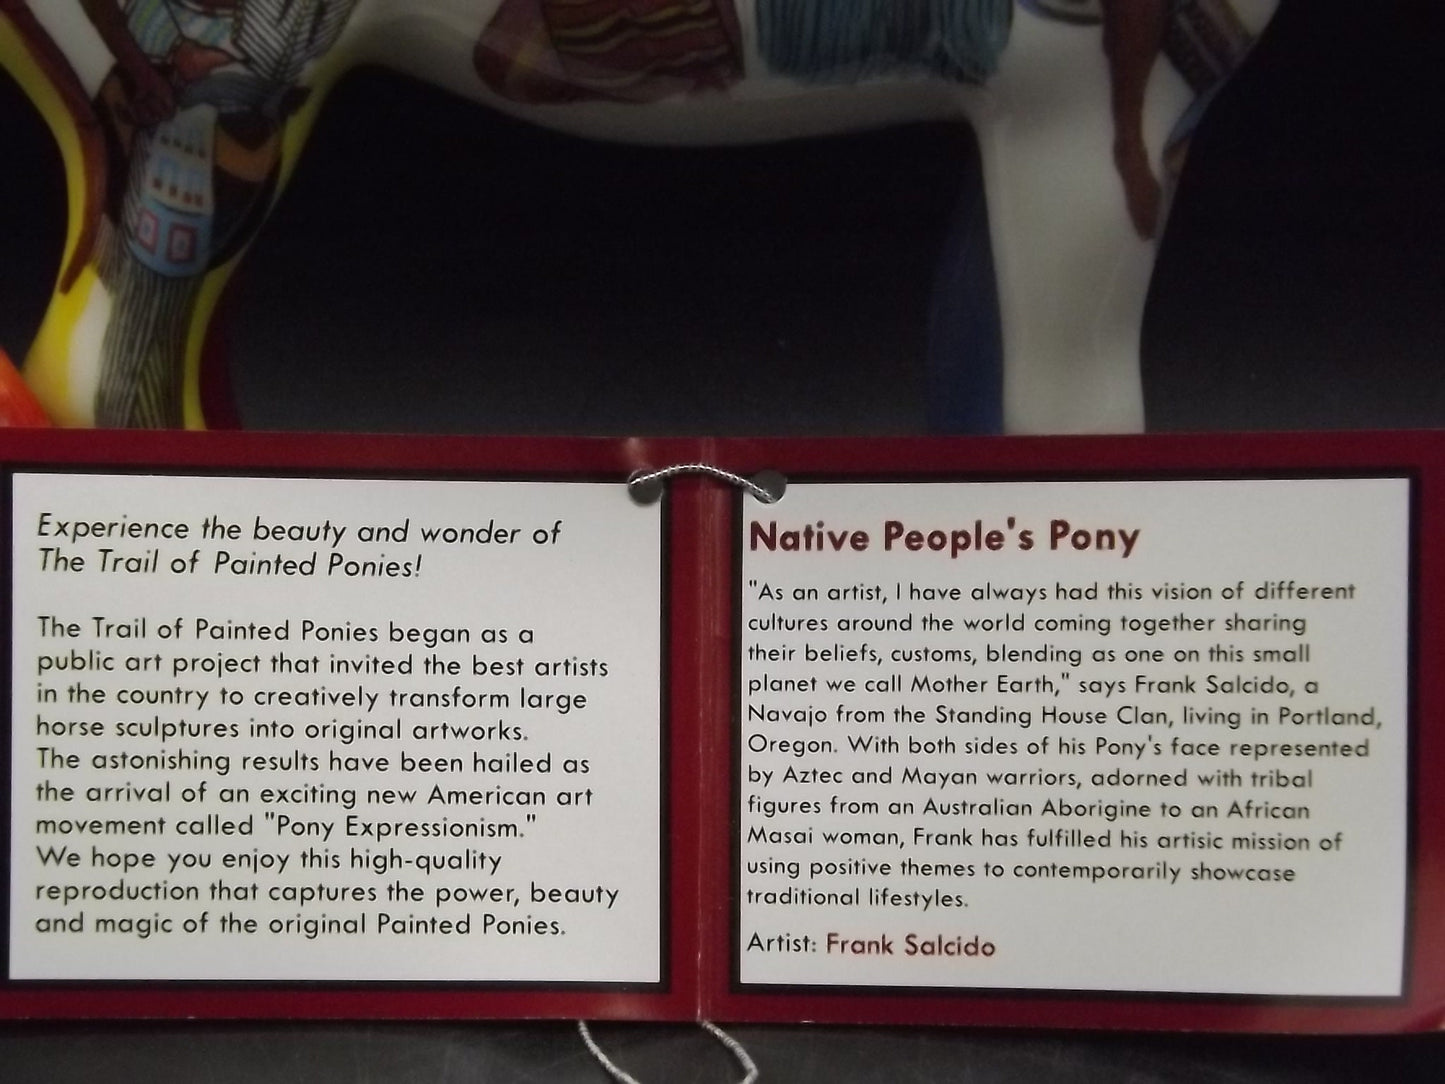 Experience the beauty and wonder of
The Trail of Painted Ponies!
The Trail of Painted Ponies began as a
public art project that invited the best artists
in the country to creatively transform large
horse sculptures into original artworks.
The astonishing results have been hailed as
the arrival of an exciting new American art
movement called "Pony Expressionism."
We hope you enjoy this high-quality
reproduction that captures the power, beauty
and magic of the original Painted Ponies.
Native People's Pony
"As an artist, I have always had this vision of different
cultures around the world coming together sharing
their beliefs, customs, blending as one on this small
planet we call Mother Earth," says Frank Salcido, a
Navajo from the Standing House Clan, living in Portland,
Oregon. With both sides of his Pony's face represented
by Aztec and Mayan warriors, adorned with tribal
figures from an Australian Aborigine to an African
Masai woman, Frank has fulfilled his artisic mission of
using positive themes to contemporarily showcase
traditional lifestyles.
Artist: Frank Salcido